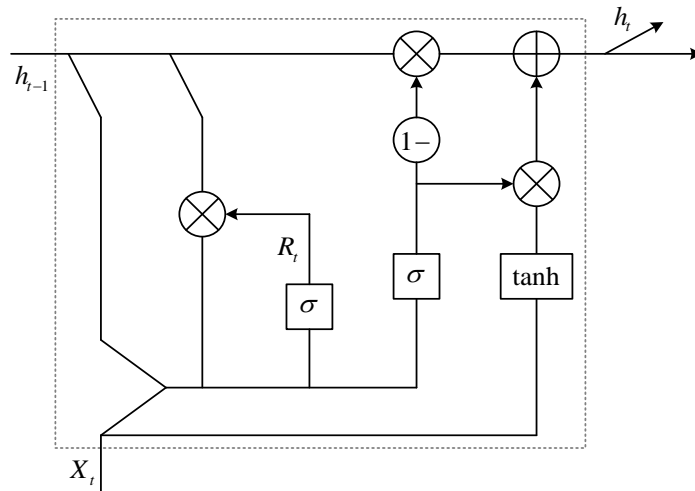 h_t
h_{t-1}
1−
R_t
σ
σ
tanh
X_t